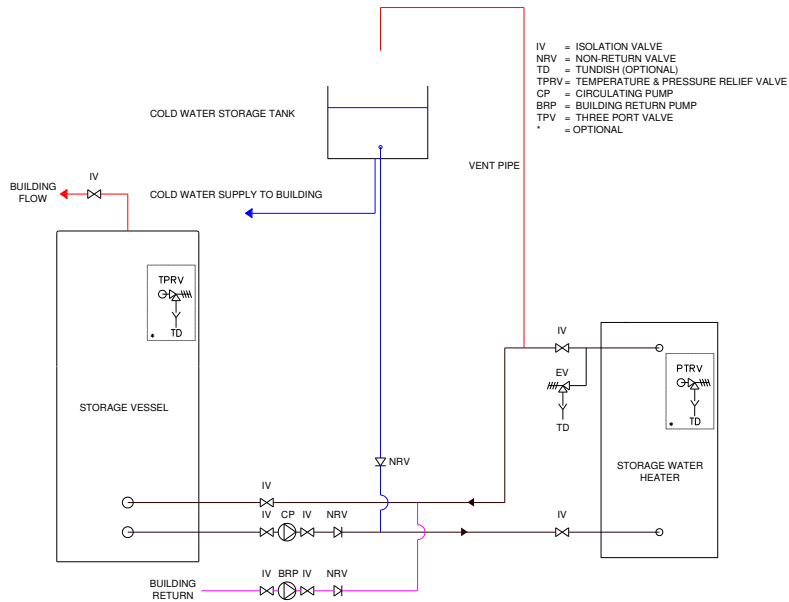 IV = ISOLATION VALVE
NRV = NON-RETURN VALVE
TD = TUNDISH (OPTIONAL)
TPRV = TEMPERATURE & PRESSURE RELIEF VALVE
CP = CIRCULATING PUMP
BRP = BUILDING RETURN PUMP
TPV = THREE PORT VALVE
* = OPTIONAL
COLD WATER STORAGE TANK
VENT PIPE
IV
BUILDING
FLOW
COLD WATER SUPPLY TO BUILDING
TPRV
*
TD
IV
EV
TD
PTRV
*
TD
STORAGE VESSEL
NRV
STORAGE WATER
HEATER
IV
IV CP IV NRV
IV
BUILDING
RETURN
IV BRP IV NRV